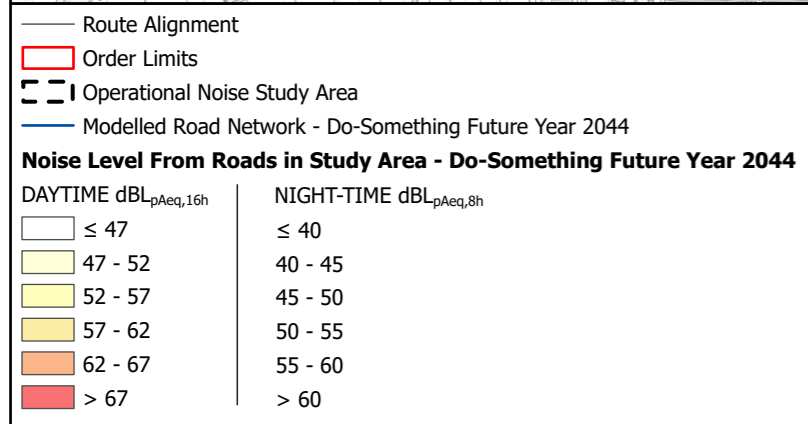 Route Alignment
Order Limits
Operational Noise Study Area
Modelled Road Network - Do-Something Future Year 2044
Noise Level From Roads in Study Area - Do-Something Future Year 2044
DAYTIME dBLpAeq,16h NIGHT-TIME dBLpAeq,8h
≤ 47 ≤ 40
47 - 52 40 - 45
52 - 57 45 - 50
57 - 62 50 - 55
62 - 67 55 - 60
> 67 > 60